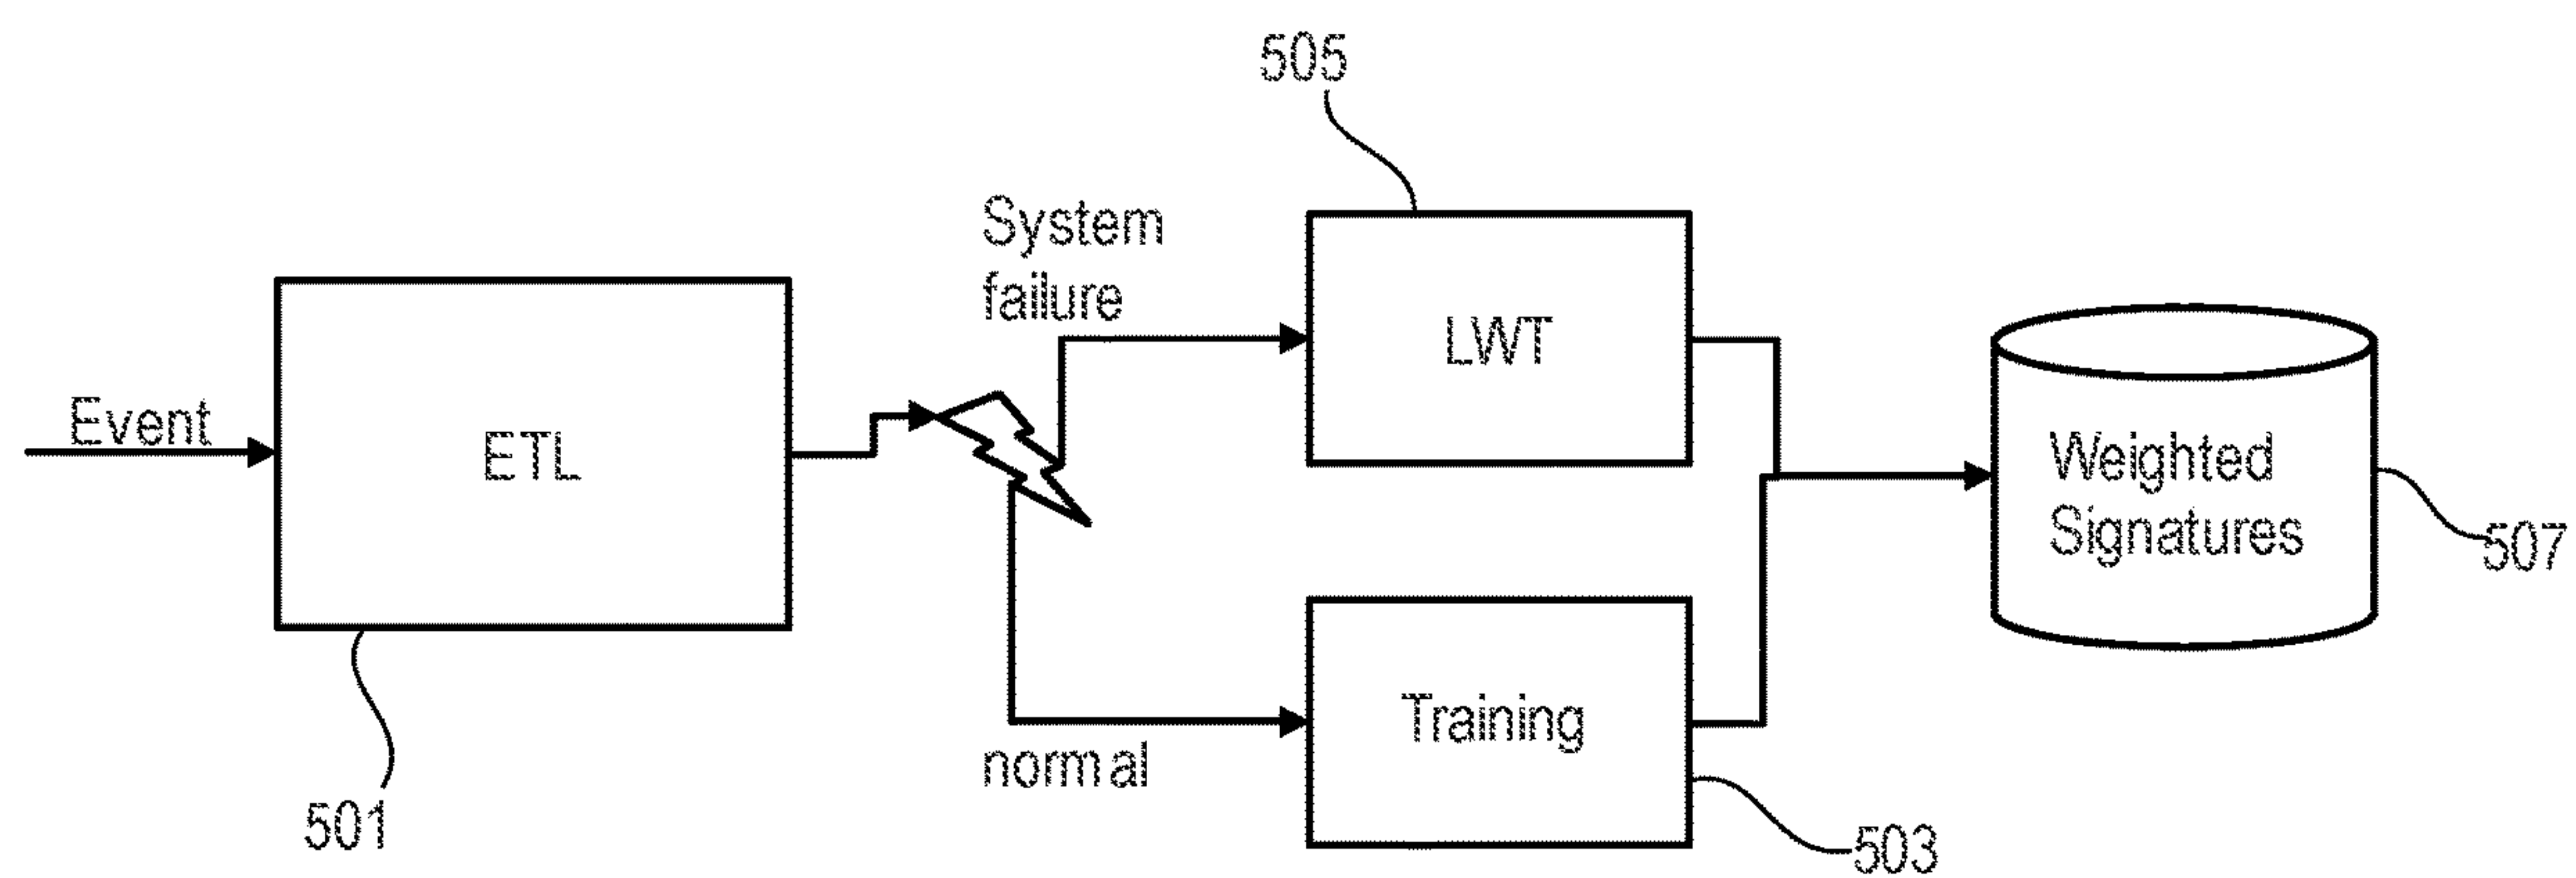 505
System
failure
LWT
Event
ETL
Weighted
Signatures
507
Training
normal
501
503